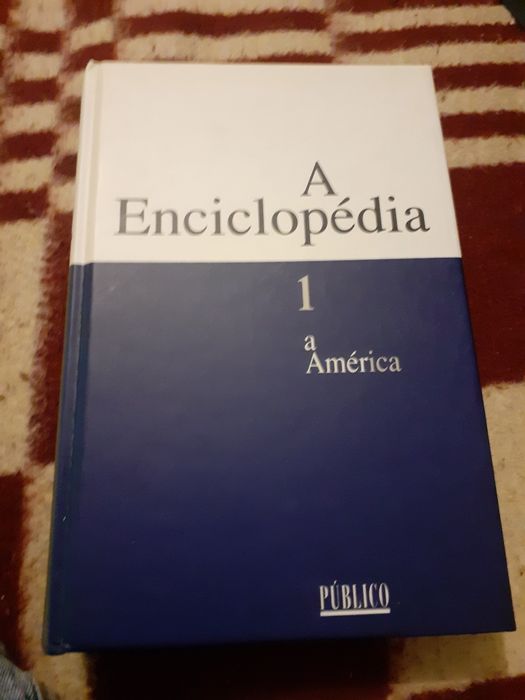 A
Enciclopédia
1
a
América
PÚBLICO